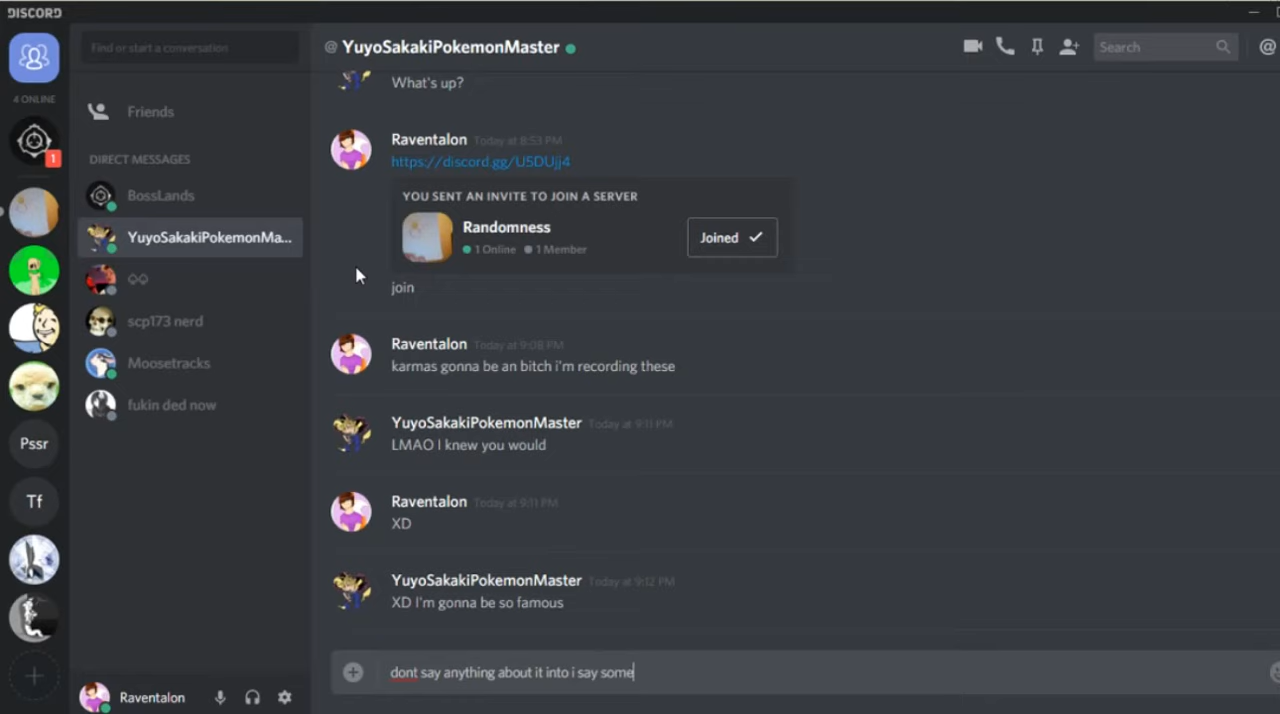 DISCORD
Find or start a conversation
@ YuyoSakakiPokemonMaster
Search
4 ONLINE
1
Friends
DIRECT MESSAGES
BossLands
YuyoSakakiPokemonMa...
scp173 nerd
Moosetracks
fukin ded now
Pssr
Tf
Raventalon
What's up?
Raventalon Today at 8:53 PM
https://discord.gg/U5DUjj4
YOU SENT AN INVITE TO JOIN A SERVER
Randomness
1 Online 1 Member
Joined
join
Raventalon Today at 9:08 PM
karmas gonna be an bitch i'm recording these
YuyoSakakiPokemonMaster Today at 9:11 PM
LMAO I knew you would
Raventalon Today at 9:11 PM
XD
YuyoSakakiPokemonMaster Today at 9:12 PM
XD I'm gonna be so famous
dont say anything about it into i say some